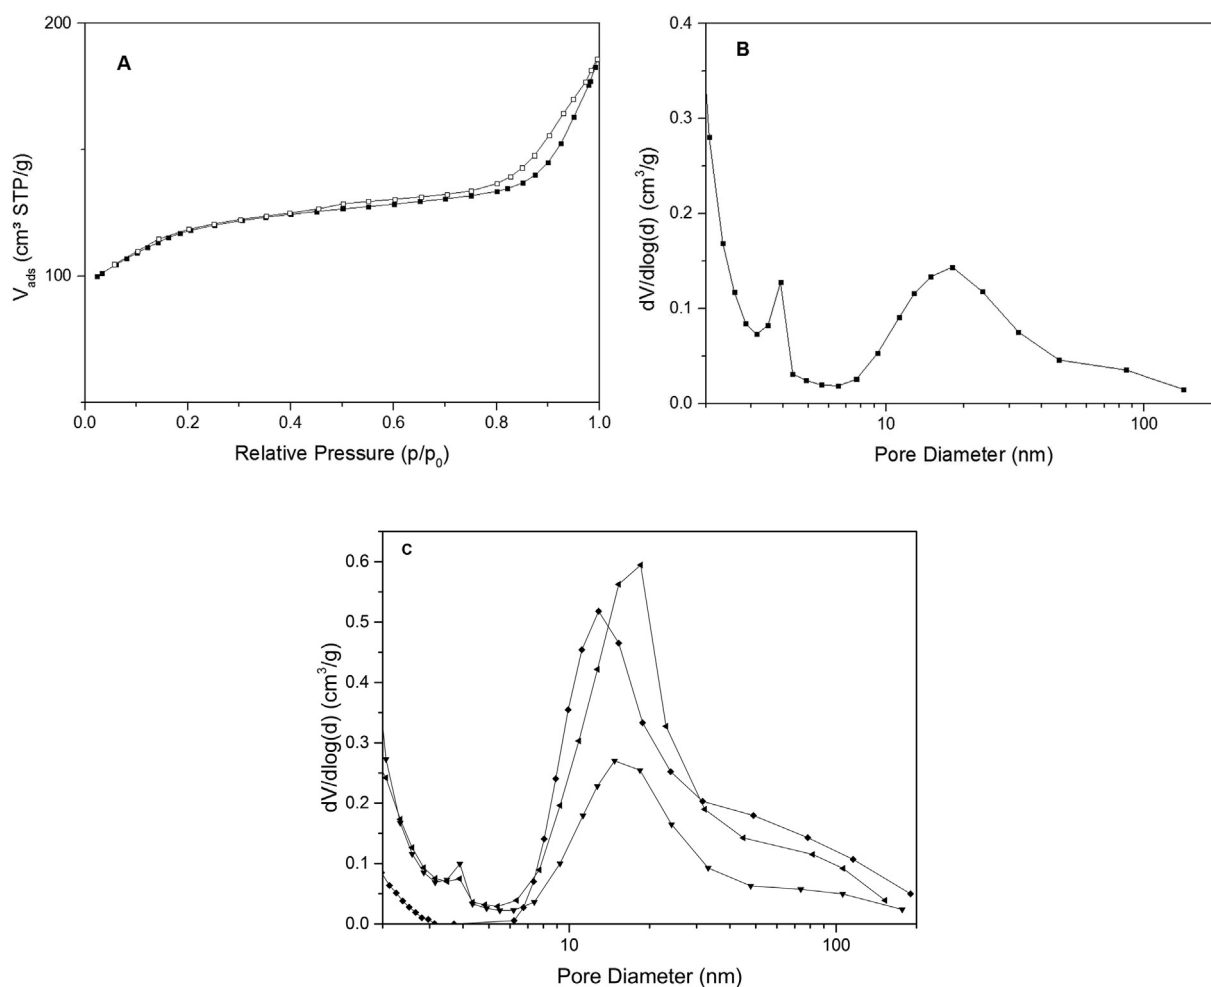 A
200
100
V_ads (cm³ STP/g)
0.0 0.2 0.4 0.6 0.8 1.0
Relative Pressure (p/p₀)
B
0.4
0.3
0.2
0.1
0.0
dV/dlog(d) (cm³/g)
10 100
Pore Diameter (nm)
C
0.6
0.5
0.4
0.3
0.2
0.1
0.0
dV/dlog(d) (cm³/g)
10 100
Pore Diameter (nm)